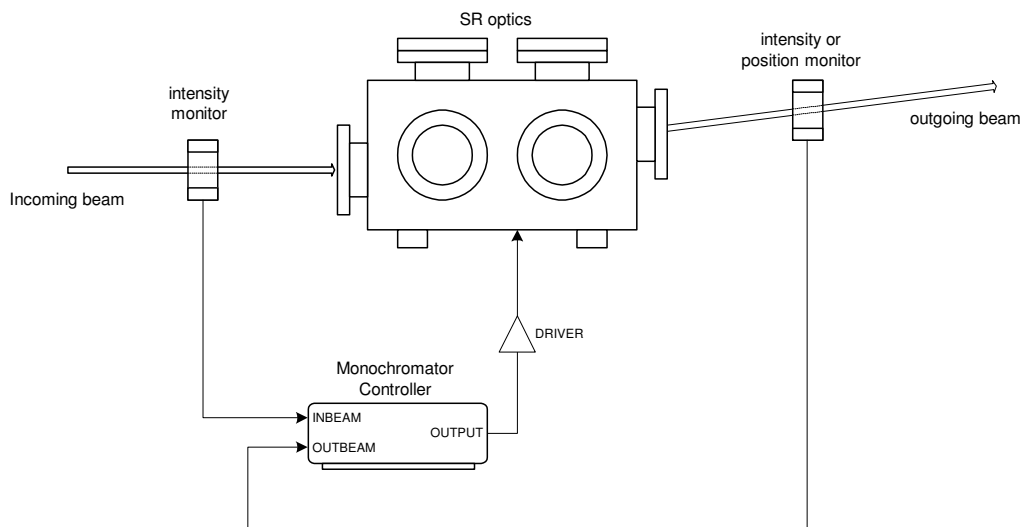 SR optics
intensity or
position monitor
intensity
monitor
outgoing beam
Incoming beam
DRIVER
Monochromator
Controller
INBEAM
OUTPUT
OUTBEAM